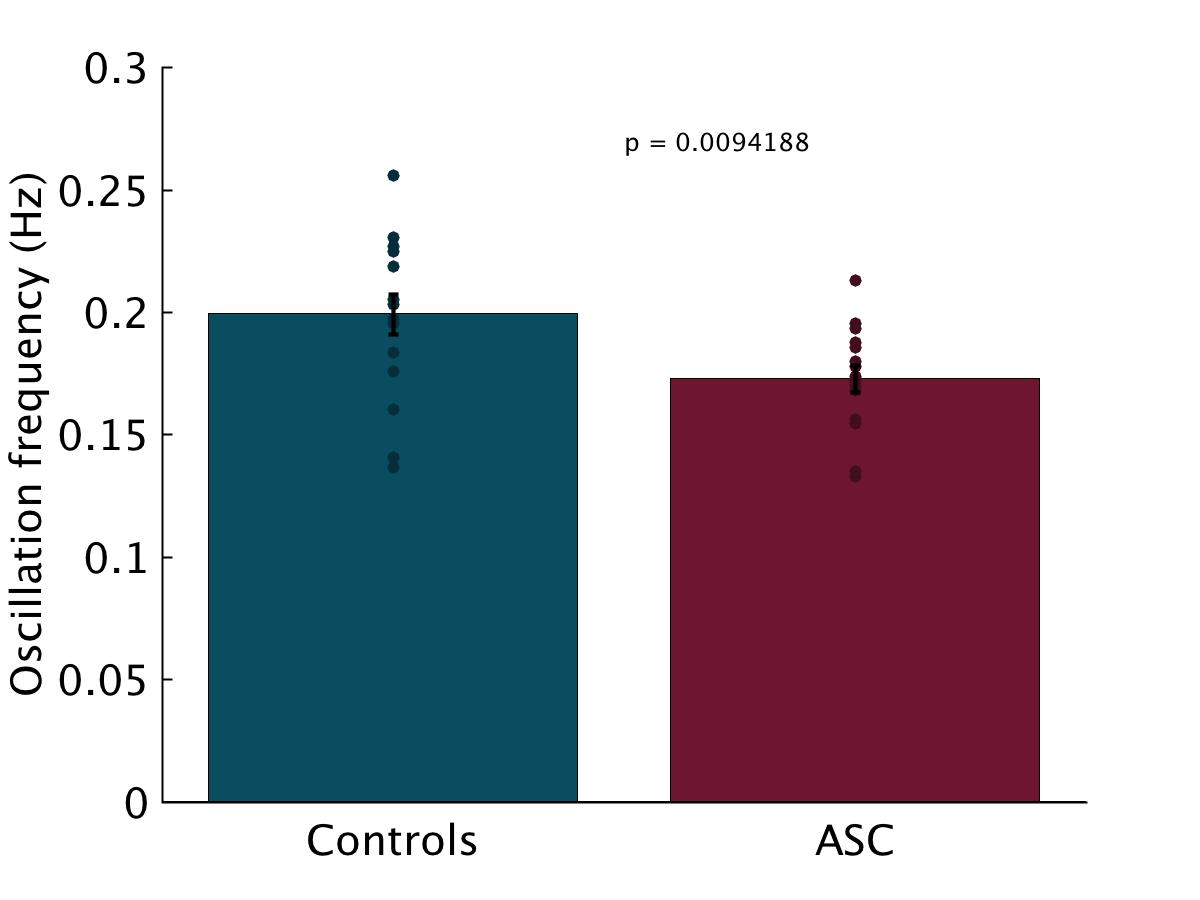 0.3
p = 0.0094188
0.25
0.2
0.15
0.1
0.05
0
Oscillation frequency (Hz)
Controls
ASC